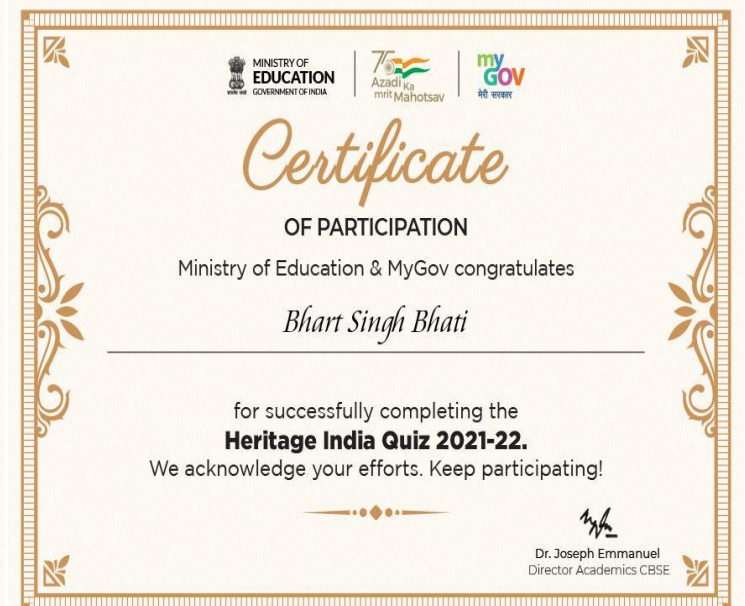 MINISTRY OF
EDUCATION
GOVERNMENT OF INDIA
75
Azadi Ka
Amrit Mahotsav
my
GOV
मेरी सरकार
Certificate
OF PARTICIPATION
Ministry of Education & MyGov congratulates
Bhart Singh Bhati
for successfully completing the
Heritage India Quiz 2021-22.
We acknowledge your efforts. Keep participating!
Dr. Joseph Emmanuel
Director Academics CBSE